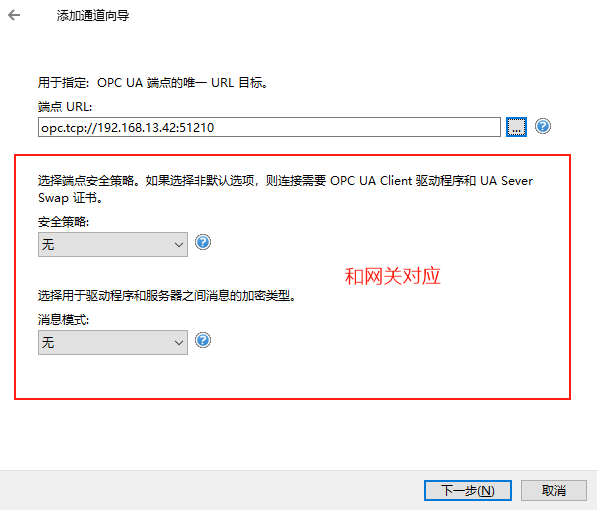 添加通道向导
用于指定: OPC UA 端点的唯一 URL 目标。
端点 URL:
opc.tcp://192.168.13.42:51210
...
选择端点安全策略。如果选择非默认选项，则连接需要 OPC UA Client 驱动程序和 UA Sever
Swap 证书。
安全策略:
无
和网关对应
选择用于驱动程序和服务器之间消息的加密类型。
消息模式:
无
下一步(N)
取消